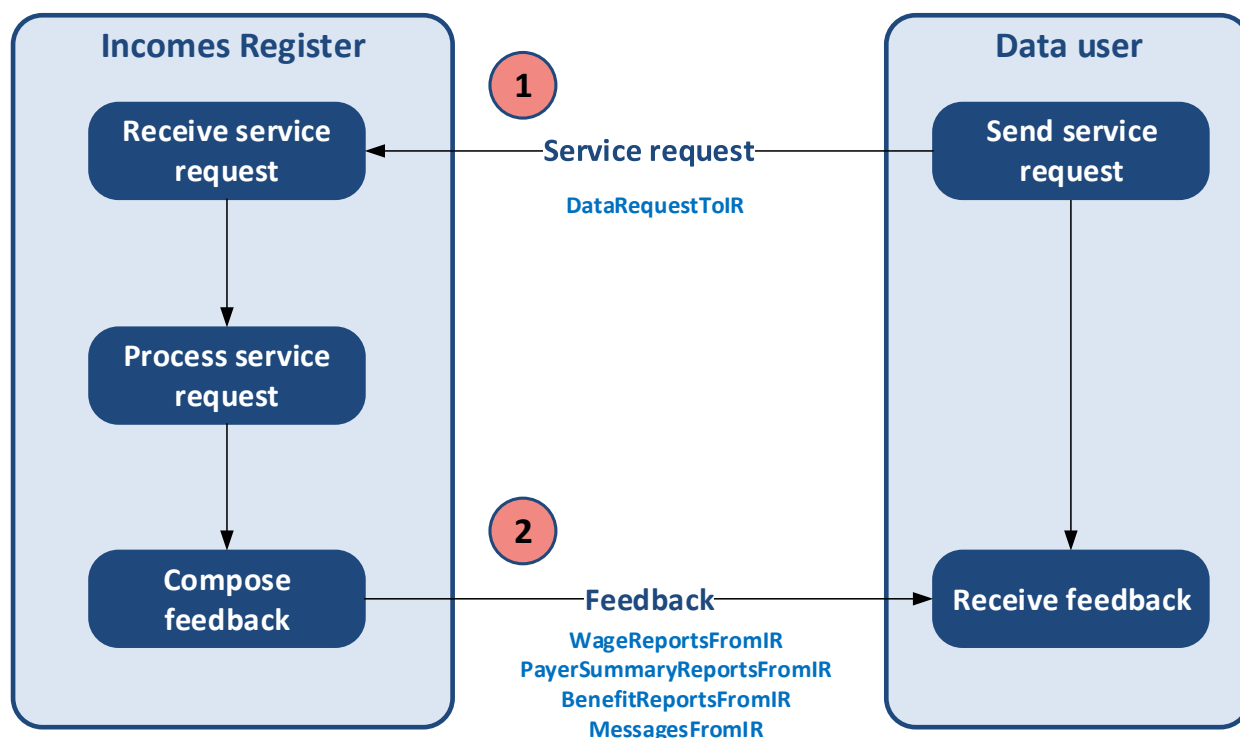 Incomes Register
Data user
1
Receive service
request
Service request
DataRequestToIR
Send service
request
Process service
request
2
Compose
feedback
Feedback
WageReportsFromIR
PayerSummaryReportsFromIR
BenefitReportsFromIR
MessagesFromIR
Receive feedback